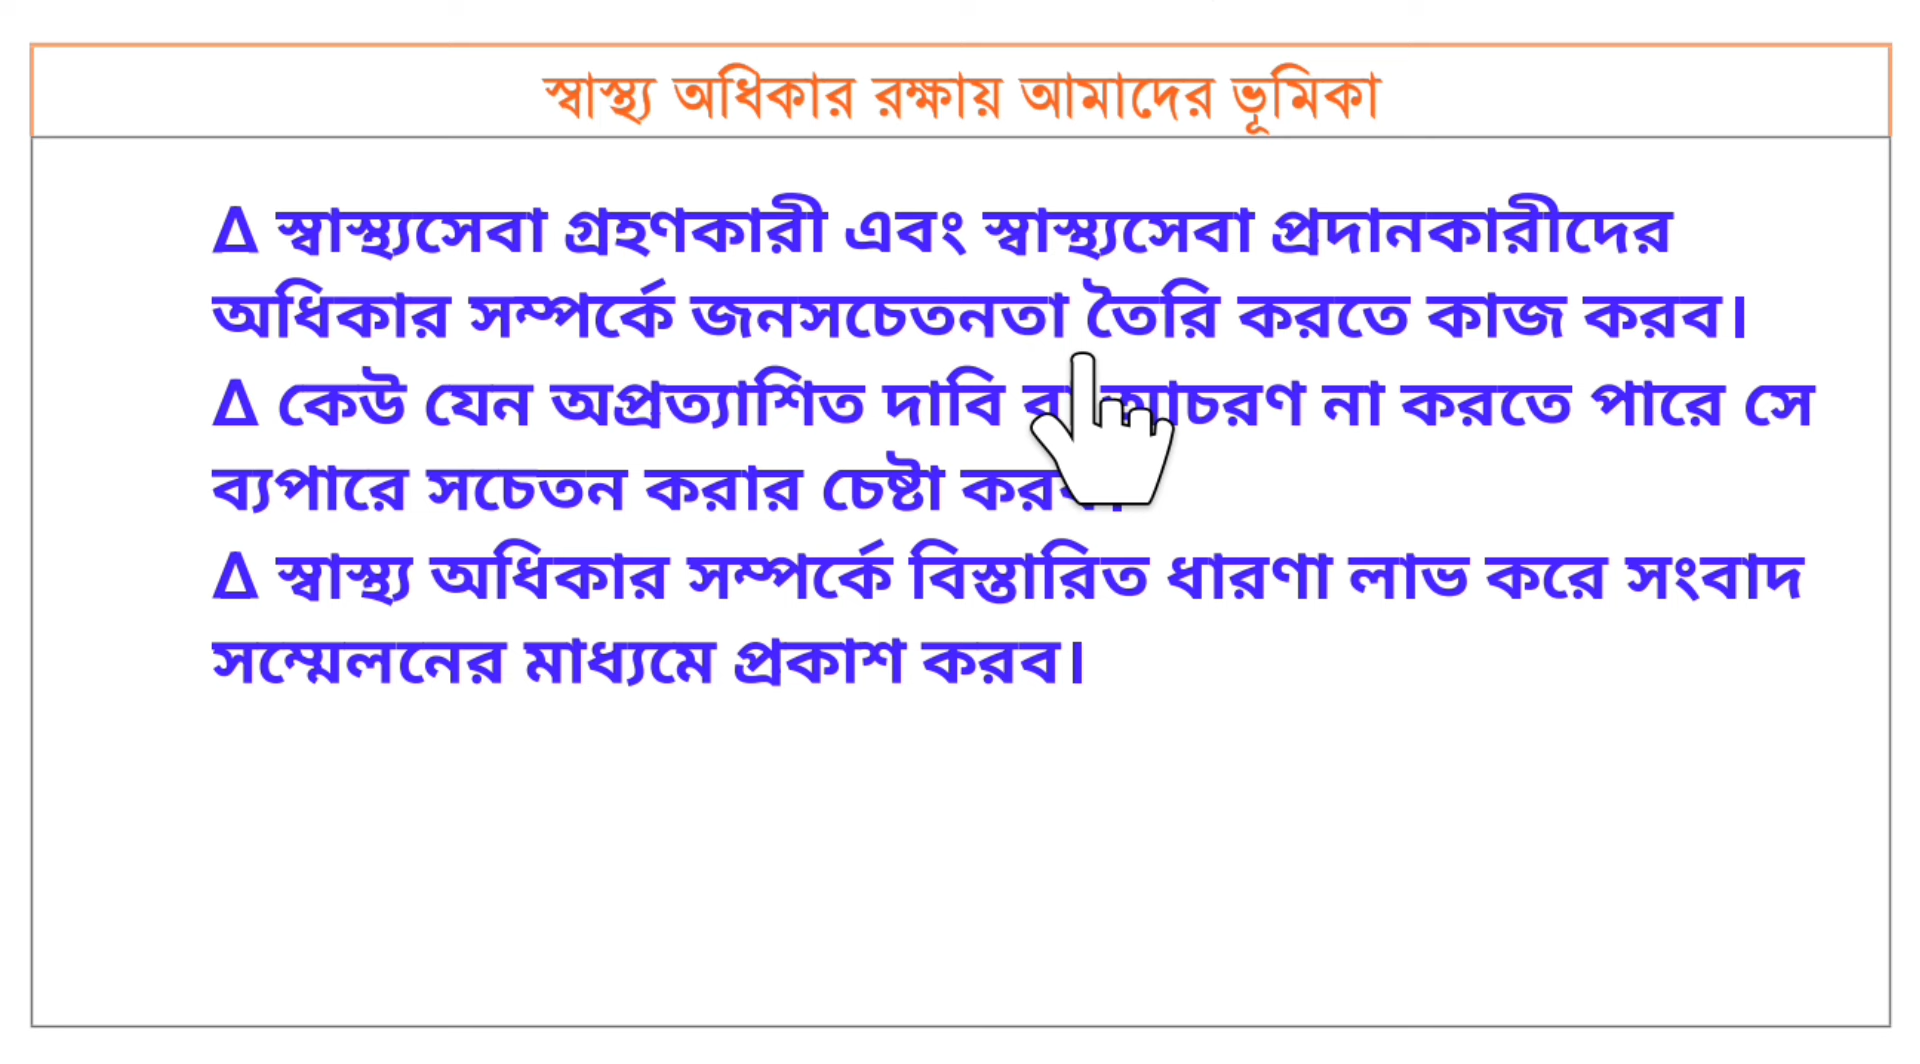 স্বাস্থ্য অধিকার রক্ষায় আমাদের ভূমিকা
Δ স্বাস্থ্যসেবা গ্রহণকারী এবং স্বাস্থ্যসেবা প্রদানকারীদের
অধিকার সম্পর্কে জনসচেতনতা তৈরি করতে কাজ করব।
Δ কেউ যেন অপ্রত্যাশিত দাবি বা আচরণ না করতে পারে সে
ব্যপারে সচেতন করার চেষ্টা করব।
Δ স্বাস্থ্য অধিকার সম্পর্কে বিস্তারিত ধারণা লাভ করে সংবাদ
সম্মেলনের মাধ্যমে প্রকাশ করব।